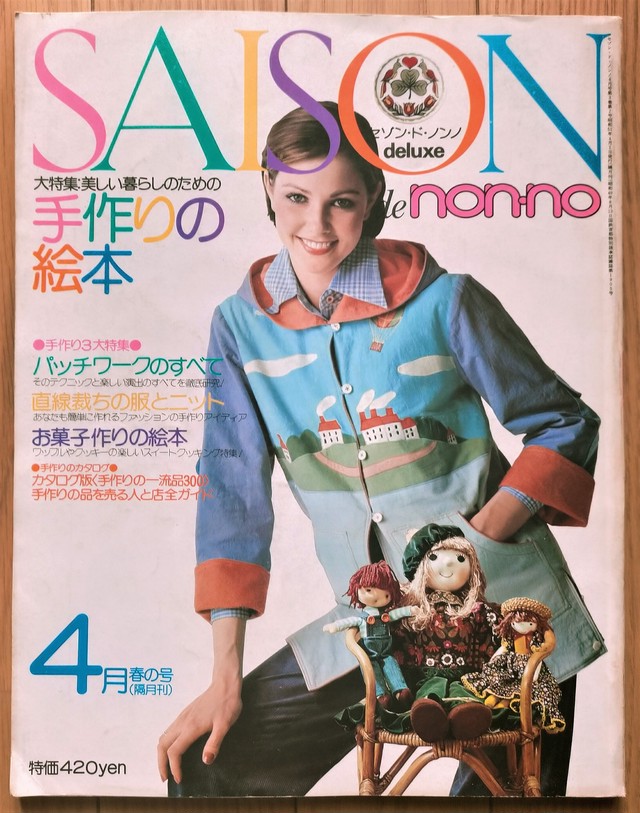 SAISON
セゾン・ド・ノンノ
deluxe
de non-no
大特集:美しい暮らしのための
手作りの
絵本
●手作り3大特集●
パッチワークのすべて
そのテクニックと楽しい演出のすべてを徹底研究!
直線裁ちの服とニット
あなたも簡単に作れるファッションの手作りアイディア
お菓子作りの絵本
ワッフルやクッキーの楽しいスイートクッキング特集!
●手作りのカタログ●
カタログ版〈手作りの一流品300〉
手作りの品を売る人と店全ガイド
4月 春の号
(隔月刊)
特価420yen